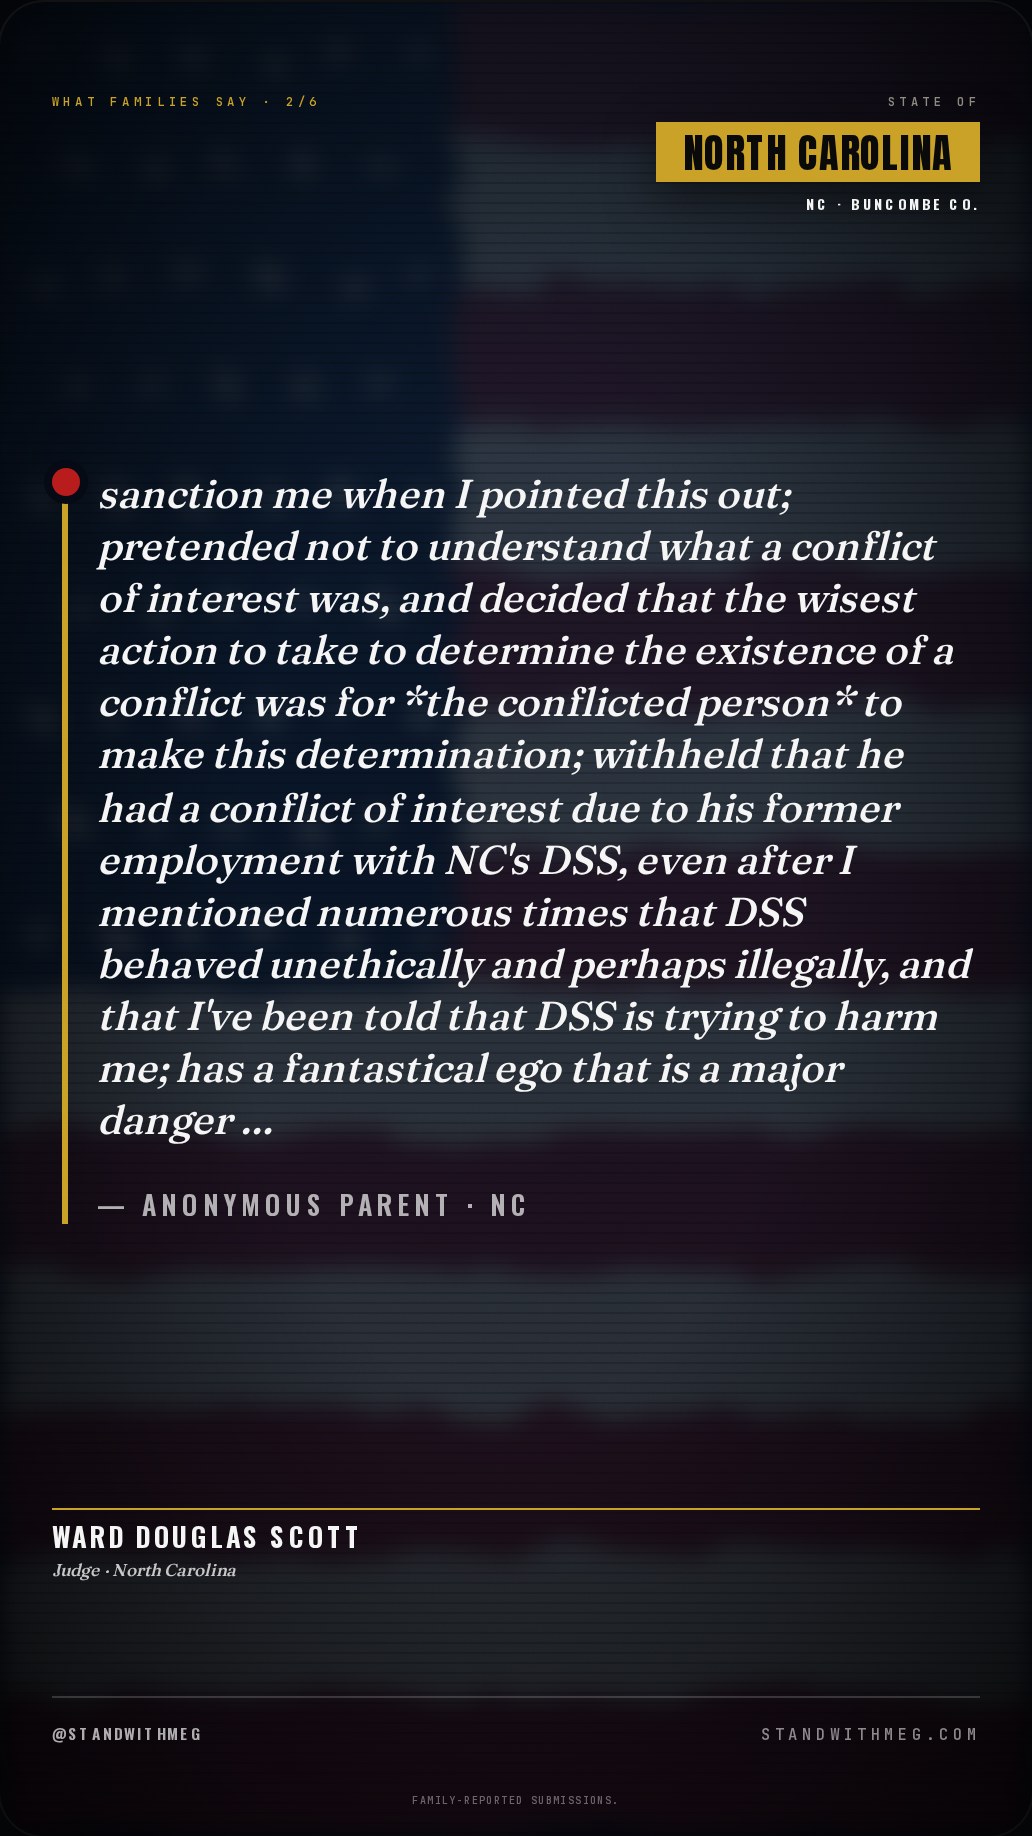 WHAT FAMILIES SAY · 2/6
STATE OF
NORTH CAROLINA
NC · BUNCOMBE CO.
sanction me when I pointed this out;
pretended not to understand what a conflict
of interest was, and decided that the wisest
action to take to determine the existence of a
conflict was for *the conflicted person* to
make this determination; withheld that he
had a conflict of interest due to his former
employment with NC's DSS, even after I
mentioned numerous times that DSS
behaved unethically and perhaps illegally, and
that I've been told that DSS is trying to harm
me; has a fantastical ego that is a major
danger ...
— ANONYMOUS PARENT · NC
WARD DOUGLAS SCOTT
Judge · North Carolina
@STANDWITHMEG
STANDWITHMEG.COM
FAMILY-REPORTED SUBMISSIONS.